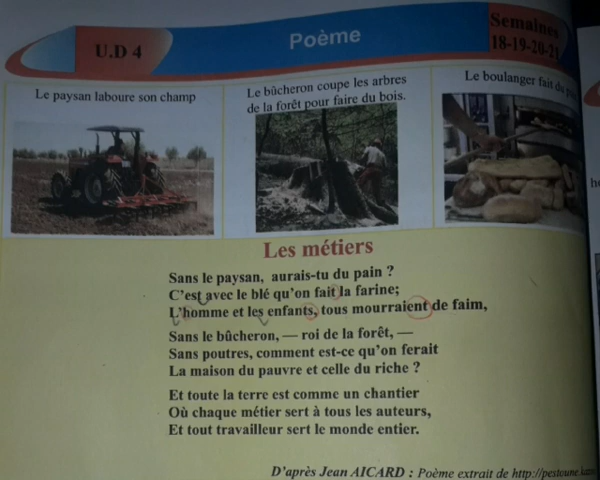 U.D 4
Poème
Semaines
18-19-20-21
Le paysan laboure son champ
Le bûcheron coupe les arbres
de la forêt pour faire du bois.
Le boulanger fait du
Les métiers
Sans le paysan, aurais-tu du pain ?
C'est avec le blé qu'on fait la farine;
L'homme et les enfants, tous mourraient de faim,
Sans le bûcheron, — roi de la forêt, —
Sans poutres, comment est-ce qu'on ferait
La maison du pauvre et celle du riche ?
Et toute la terre est comme un chantier
Où chaque métier sert à tous les auteurs,
Et tout travailleur sert le monde entier.
D'après Jean AICARD : Poème extrait de http://pestoune.